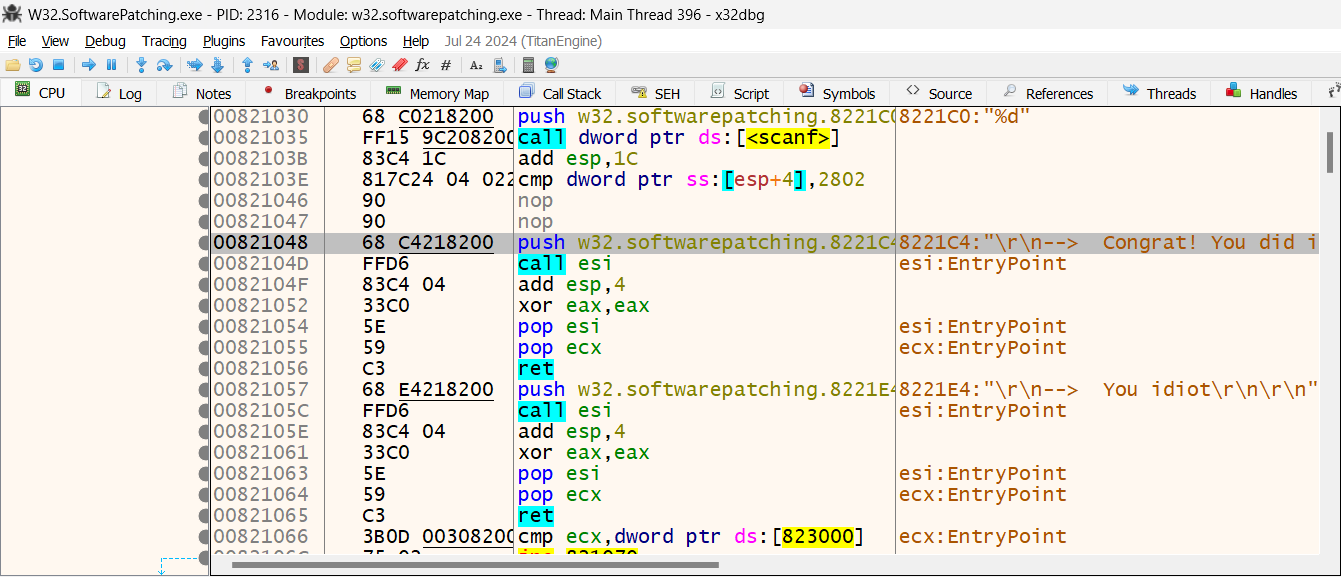 W32.SoftwarePatching.exe - PID: 2316 - Module: w32.softwarepatching.exe - Thread: Main Thread 396 - x32dbg
File View Debug Tracing Plugins Favourites Options Help Jul 24 2024 (TitanEngine)
CPU Log Notes Breakpoints Memory Map Call Stack SEH Script Symbols Source References Threads Handles
00821030 68 C0218200 push w32.softwarepatching.8221C0 8221C0:"%d"
00821035 FF15 9C208200 call dword ptr ds:[<scanf>]
0082103B 83C4 1C add esp,1C
0082103E 817C24 04 022 cmp dword ptr ss:[esp+4],2802
00821046 90 nop
00821047 90 nop
00821048 68 C4218200 push w32.softwarepatching.8221C4 8221C4:"\r\n--> Congrat! You did i
0082104D FFD6 call esi esi:EntryPoint
0082104F 83C4 04 add esp,4
00821052 33C0 xor eax,eax
00821054 5E pop esi esi:EntryPoint
00821055 59 pop ecx ecx:EntryPoint
00821056 C3 ret
00821057 68 E4218200 push w32.softwarepatching.8221E4 8221E4:"\r\n--> You idiot\r\n\r\n"
0082105C FFD6 call esi esi:EntryPoint
0082105E 83C4 04 add esp,4
00821061 33C0 xor eax,eax
00821063 5E pop esi esi:EntryPoint
00821064 59 pop ecx ecx:EntryPoint
00821065 C3 ret
00821066 3B0D 00308200 cmp ecx,dword ptr ds:[823000] ecx:EntryPoint